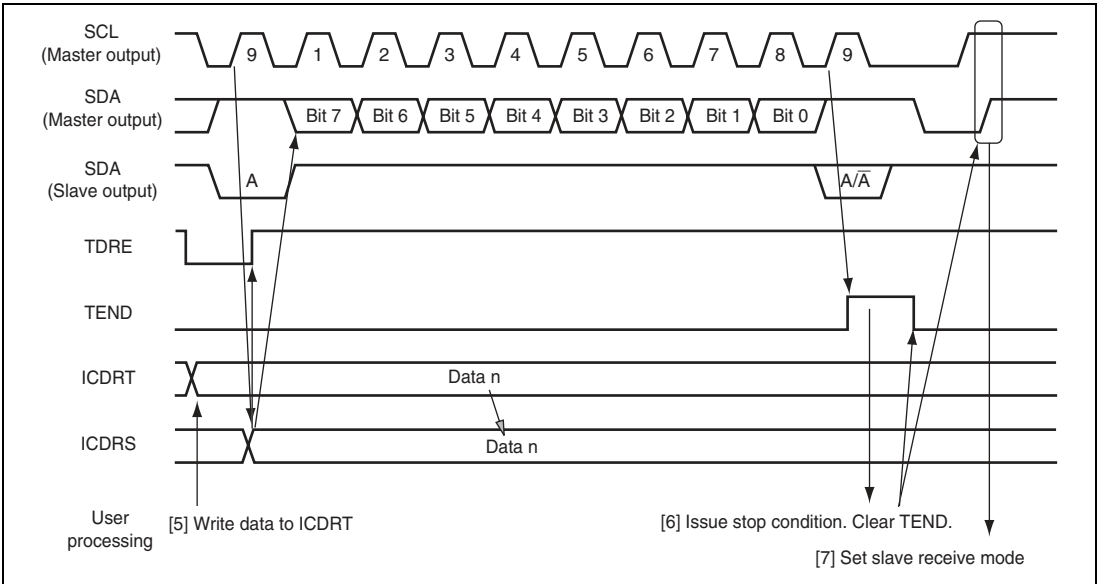 SCL
(Master output)
9 1 2 3 4 5 6 7 8 9
SDA
(Master output)
Bit 7 Bit 6 Bit 5 Bit 4 Bit 3 Bit 2 Bit 1 Bit 0
SDA
(Slave output)
A A/A̅
TDRE
TEND
ICDRT
Data n
ICDRS
Data n
User
processing
[5] Write data to ICDRT
[6] Issue stop condition. Clear TEND.
[7] Set slave receive mode